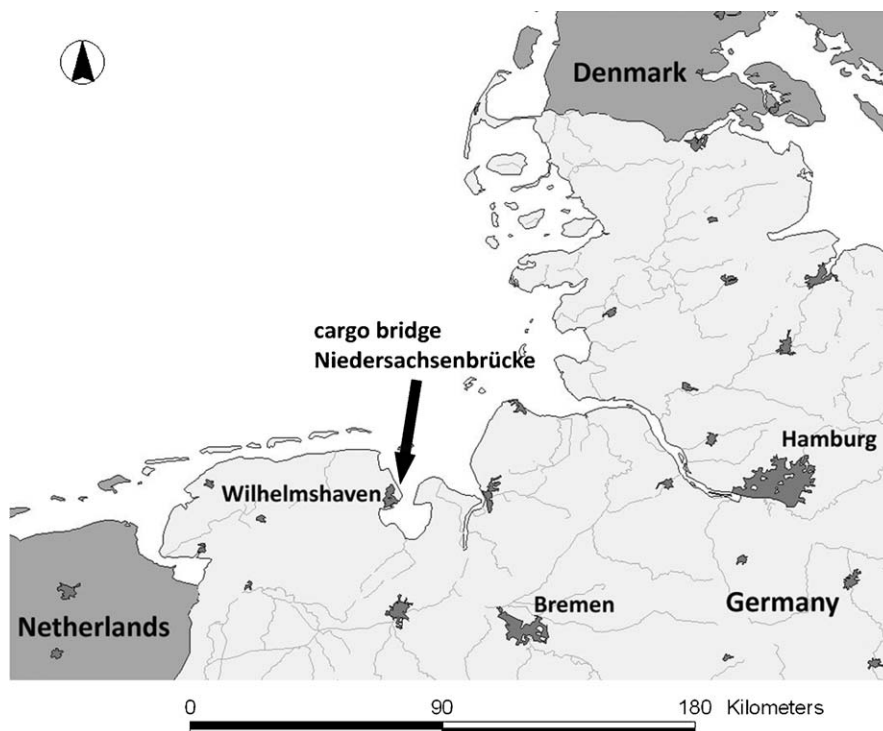 Denmark
cargo bridge
Niedersachsenbrücke
Hamburg
Wilhelmshaven
Bremen
Germany
Netherlands
0 90 180 Kilometers